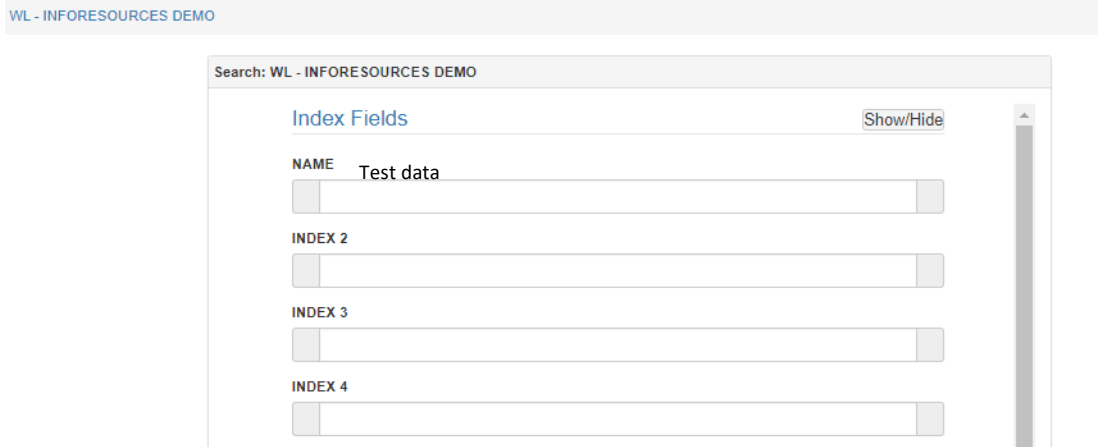 WL - INFORESOURCES DEMO
Search: WL - INFORESOURCES DEMO
Index Fields Show/Hide
NAME Test data
INDEX 2
INDEX 3
INDEX 4